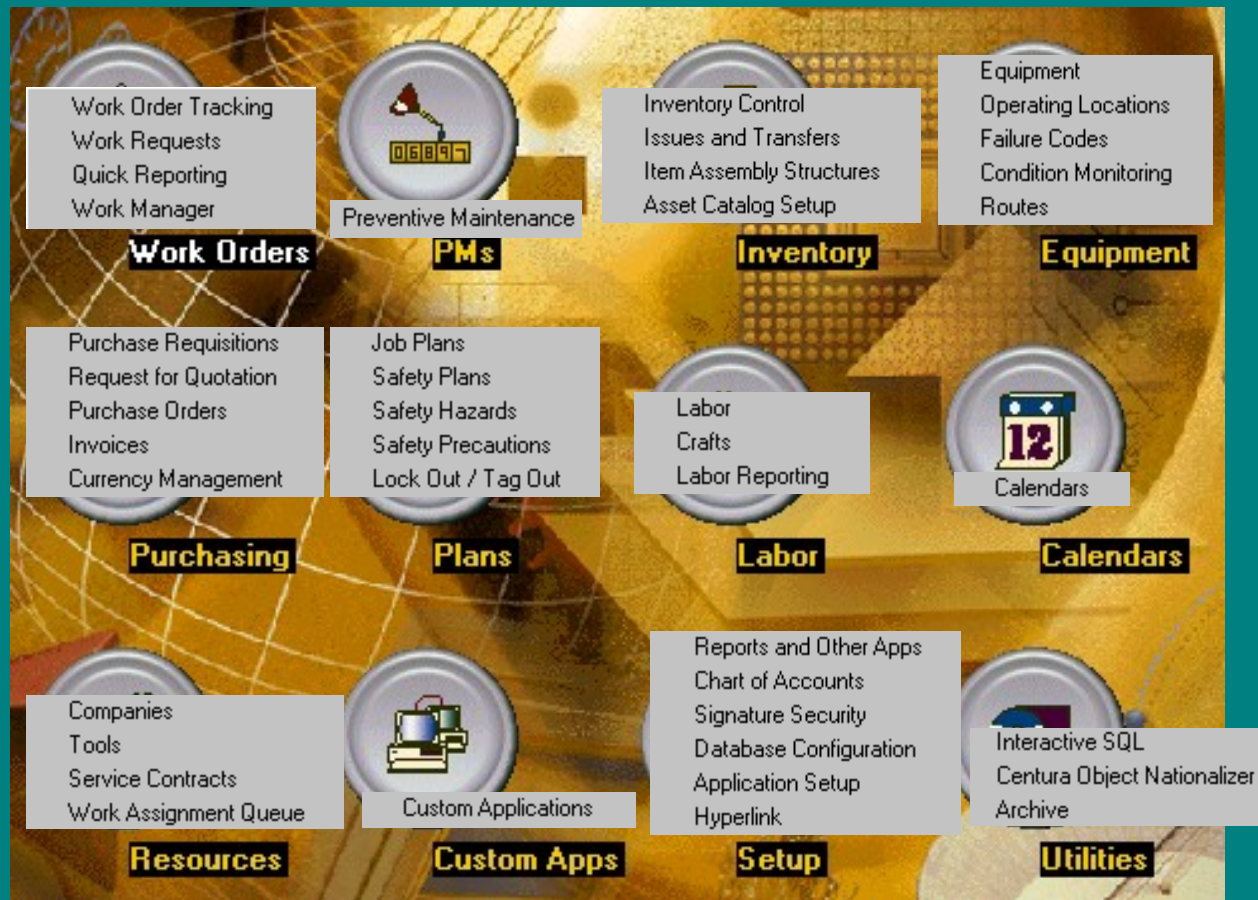 Work Order Tracking
Work Requests
Quick Reporting
Work Manager
Work Orders
06897
Preventive Maintenance
PMs
Inventory Control
Issues and Transfers
Item Assembly Structures
Asset Catalog Setup
Inventory
Equipment
Operating Locations
Failure Codes
Condition Monitoring
Routes
Equipment
Purchase Requisitions
Request for Quotation
Purchase Orders
Invoices
Currency Management
Purchasing
Job Plans
Safety Plans
Safety Hazards
Safety Precautions
Lock Out / Tag Out
Plans
Labor
Crafts
Labor Reporting
Labor
12
Calendars
Calendars
Companies
Tools
Service Contracts
Work Assignment Queue
Resources
Custom Applications
Custom Apps
Reports and Other Apps
Chart of Accounts
Signature Security
Database Configuration
Application Setup
Hyperlink
Setup
Interactive SQL
Centura Object Nationalizer
Archive
Utilities